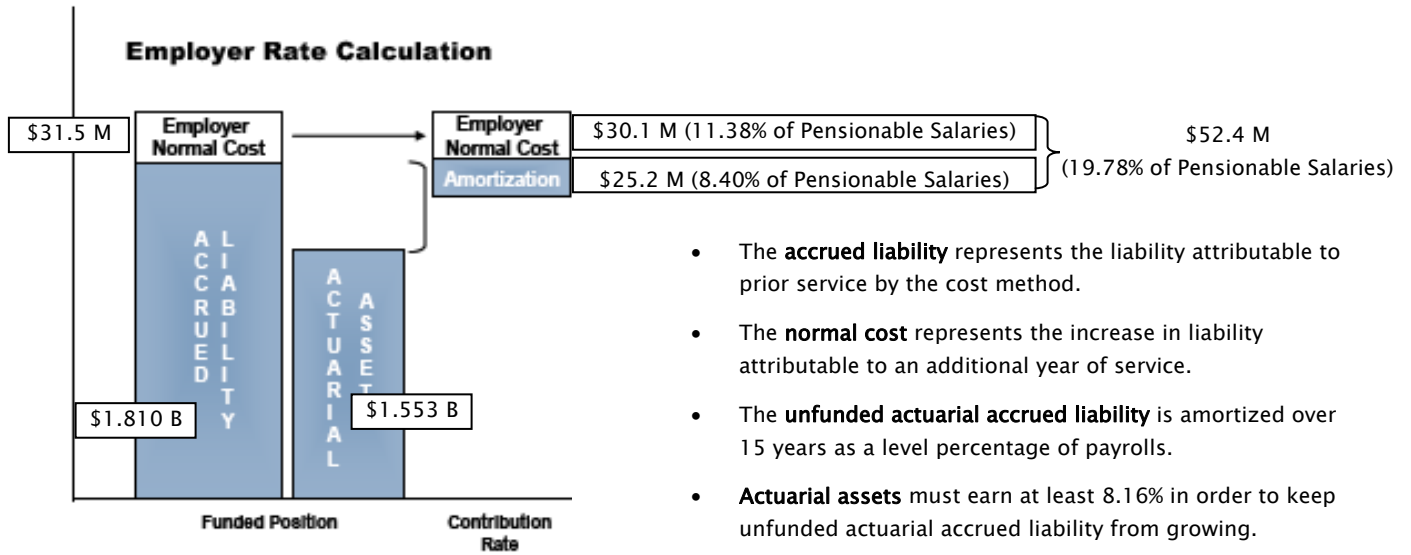 Employer Rate Calculation
$31.5 M
Employer
Normal Cost
Employer
Normal Cost
Amortization
$30.1 M (11.38% of Pensionable Salaries)
$25.2 M (8.40% of Pensionable Salaries)
$52.4 M
(19.78% of Pensionable Salaries)
ACCRUED
LIABILITY
$1.810 B
ACTUARIAL
ASSET
$1.553 B
Funded Position
Contribution
Rate
• The accrued liability represents the liability attributable to
prior service by the cost method.
• The normal cost represents the increase in liability
attributable to an additional year of service.
• The unfunded actuarial accrued liability is amortized over
15 years as a level percentage of payrolls.
• Actuarial assets must earn at least 8.16% in order to keep
unfunded actuarial accrued liability from growing.